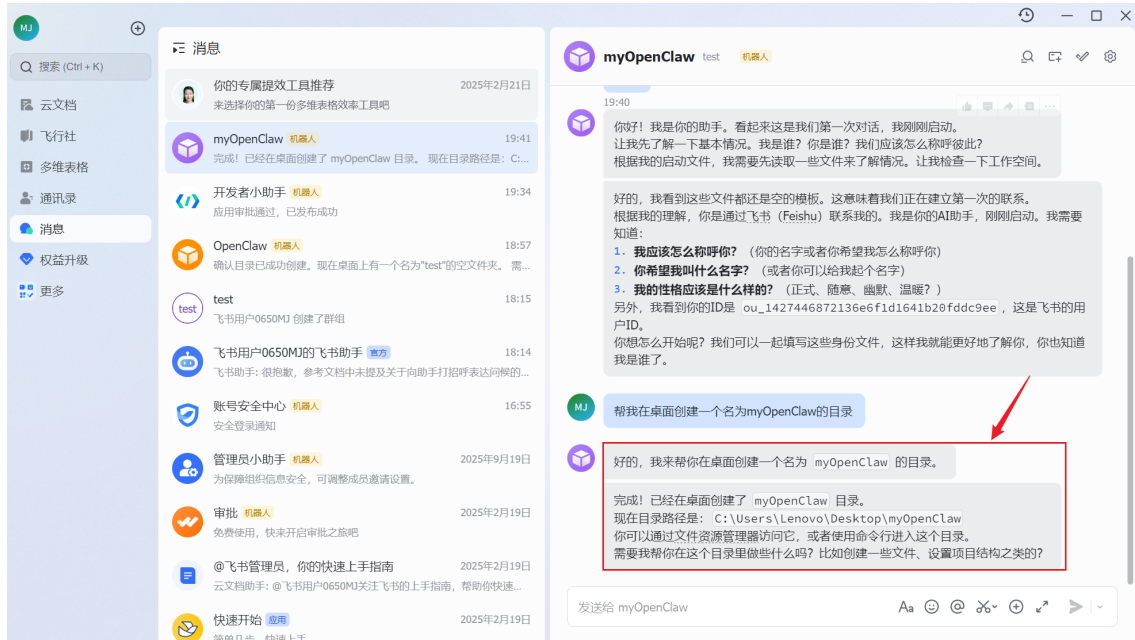 MJ
搜索 (Ctrl + K)
云文档
飞行社
多维表格
通讯录
消息
权益升级
更多
消息
你的专属提效工具推荐
2025年2月21日
来选择你的第一份多维表格效率工具吧
myOpenClaw 机器人
19:41
完成！已经在桌面创建了 myOpenClaw 目录。 现在目录路径是：C:...
开发者小助手 机器人
19:34
应用审批通过，已发布成功
OpenClaw 机器人
18:57
确认目录已成功创建。现在桌面上有一个名为"test"的空文件夹。 需...
test
test
18:15
飞书用户0650MJ 创建了群组
飞书用户0650MJ的飞书助手 官方
18:14
飞书助手: 很抱歉，参考文档中未提及关于向助手打招呼表达问候的...
账号安全中心 机器人
16:55
安全登录通知
管理员小助手 机器人
2025年9月19日
为保障组织信息安全，可调整成员邀请设置。
审批 机器人
2025年2月19日
免费使用，快来开启审批之旅吧
@飞书管理员，你的快速上手指南
2025年2月19日
云文档助手: @飞书用户0650MJ关注飞书的上手指南，帮助你快速...
快速开始 应用
2025年2月19日
简单几步，快速上手
myOpenClaw test 机器人
19:40
你好！我是你的助手。看起来这是我们第一次对话，我刚刚启动。
让我先了解一下基本情况。我是谁？你是谁？我们应该怎么称呼彼此？
根据我的启动文件，我需要先读取一些文件来了解情况。让我检查一下工作空间。
好的，我看到这些文件都还是空的模板。这意味着我们正在建立第一次的联系。
根据我的理解，你是通过飞书（Feishu）联系我的。我是你的AI助手，刚刚启动。我需要
知道：
1. 我应该怎么称呼你？（你的名字或者你希望我怎么称呼你）
2. 你希望我叫什么名字？（或者你可以给我起个名字）
3. 我的性格应该是什么样的？（正式、随意、幽默、温暖？）
另外，我看到你的ID是 ou_1427446872136e6f1d1641b20fddc9ee，这是飞书的用
户ID。
你想怎么开始呢？我们可以一起填写这些身份文件，这样我就能更好地了解你，你也知道
我是谁了。
MJ
帮我在桌面创建一个名为myOpenClaw的目录
好的，我来帮你在桌面创建一个名为 myOpenClaw 的目录。
完成！已经在桌面创建了 myOpenClaw 目录。
现在目录路径是： C:\Users\Lenovo\Desktop\myOpenClaw
你可以通过文件资源管理器访问它，或者使用命令行进入这个目录。
需要我帮你在这个目录里做些什么吗？比如创建一些文件、设置项目结构之类的？
发送给 myOpenClaw
Aa